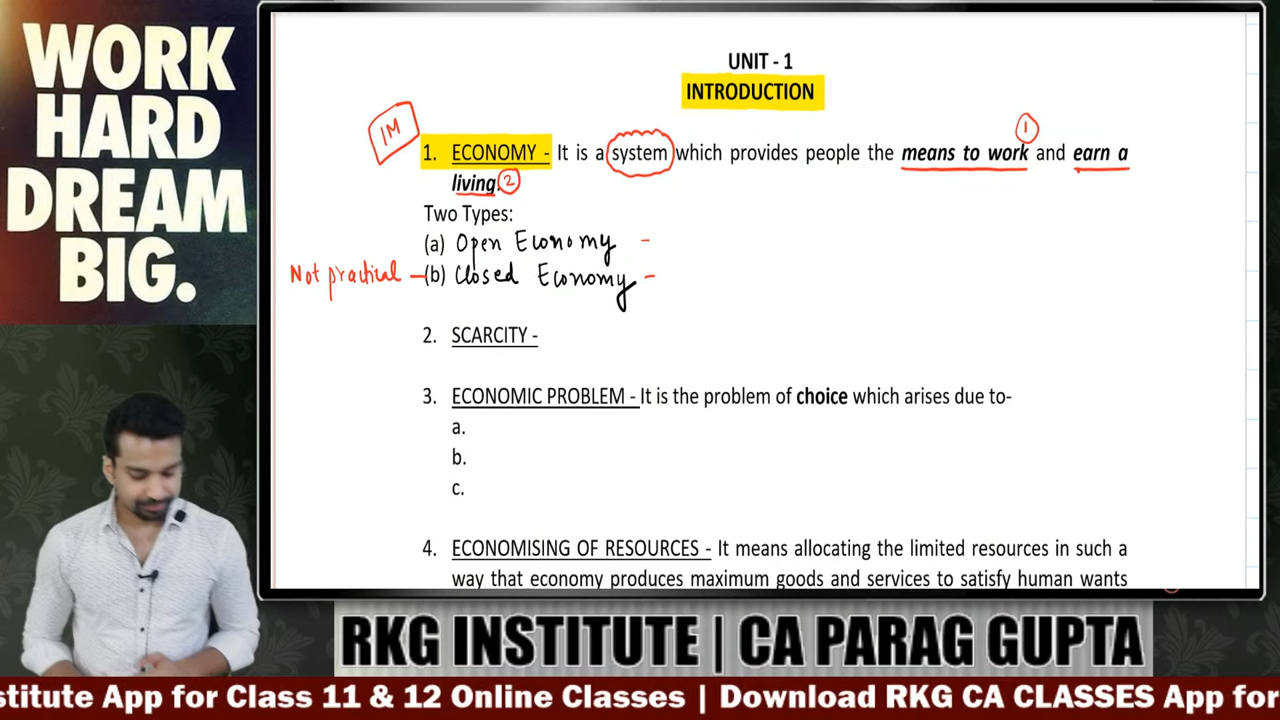 WORK
HARD
DREAM
BIG.
UNIT - 1
INTRODUCTION
1M
1. ECONOMY - It is a system which provides people the means to work and earn a
1
living. 2
Two Types:
(a) Open Economy -
Not practical - (b) Closed Economy -
2. SCARCITY -
3. ECONOMIC PROBLEM - It is the problem of choice which arises due to-
a.
b.
c.
4. ECONOMISING OF RESOURCES - It means allocating the limited resources in such a
way that economy produces maximum goods and services to satisfy human wants
RKG INSTITUTE | CA PARAG GUPTA
stitute App for Class 11 & 12 Online Classes | Download RKG CA CLASSES App for